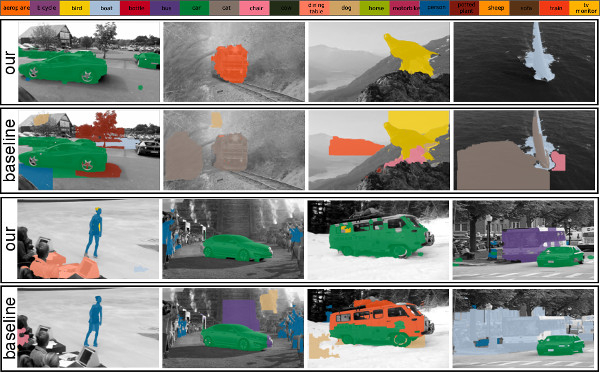 aeroplane bicycle bird boat bottle bus car cat chair cow dining table dog horse motorbike person potted plant sheep sofa train tv monitor
our
baseline
our
baseline